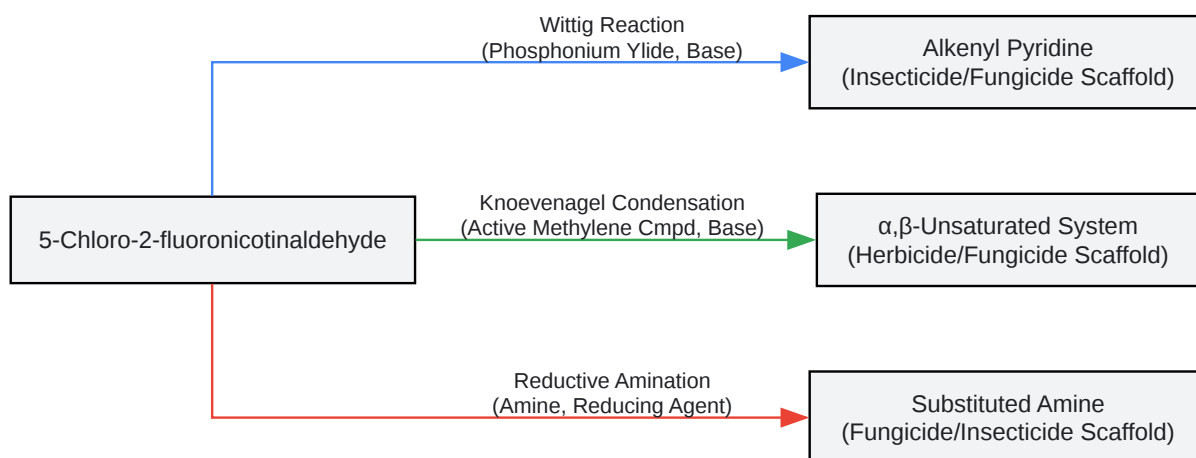 Wittig Reaction
(Phosphonium Ylide, Base)
Alkenyl Pyridine
(Insecticide/Fungicide Scaffold)
5-Chloro-2-fluoronicotinaldehyde
Knoevenagel Condensation
(Active Methylene Cmpd, Base)
α,β-Unsaturated System
(Herbicide/Fungicide Scaffold)
Reductive Amination
(Amine, Reducing Agent)
Substituted Amine
(Fungicide/Insecticide Scaffold)